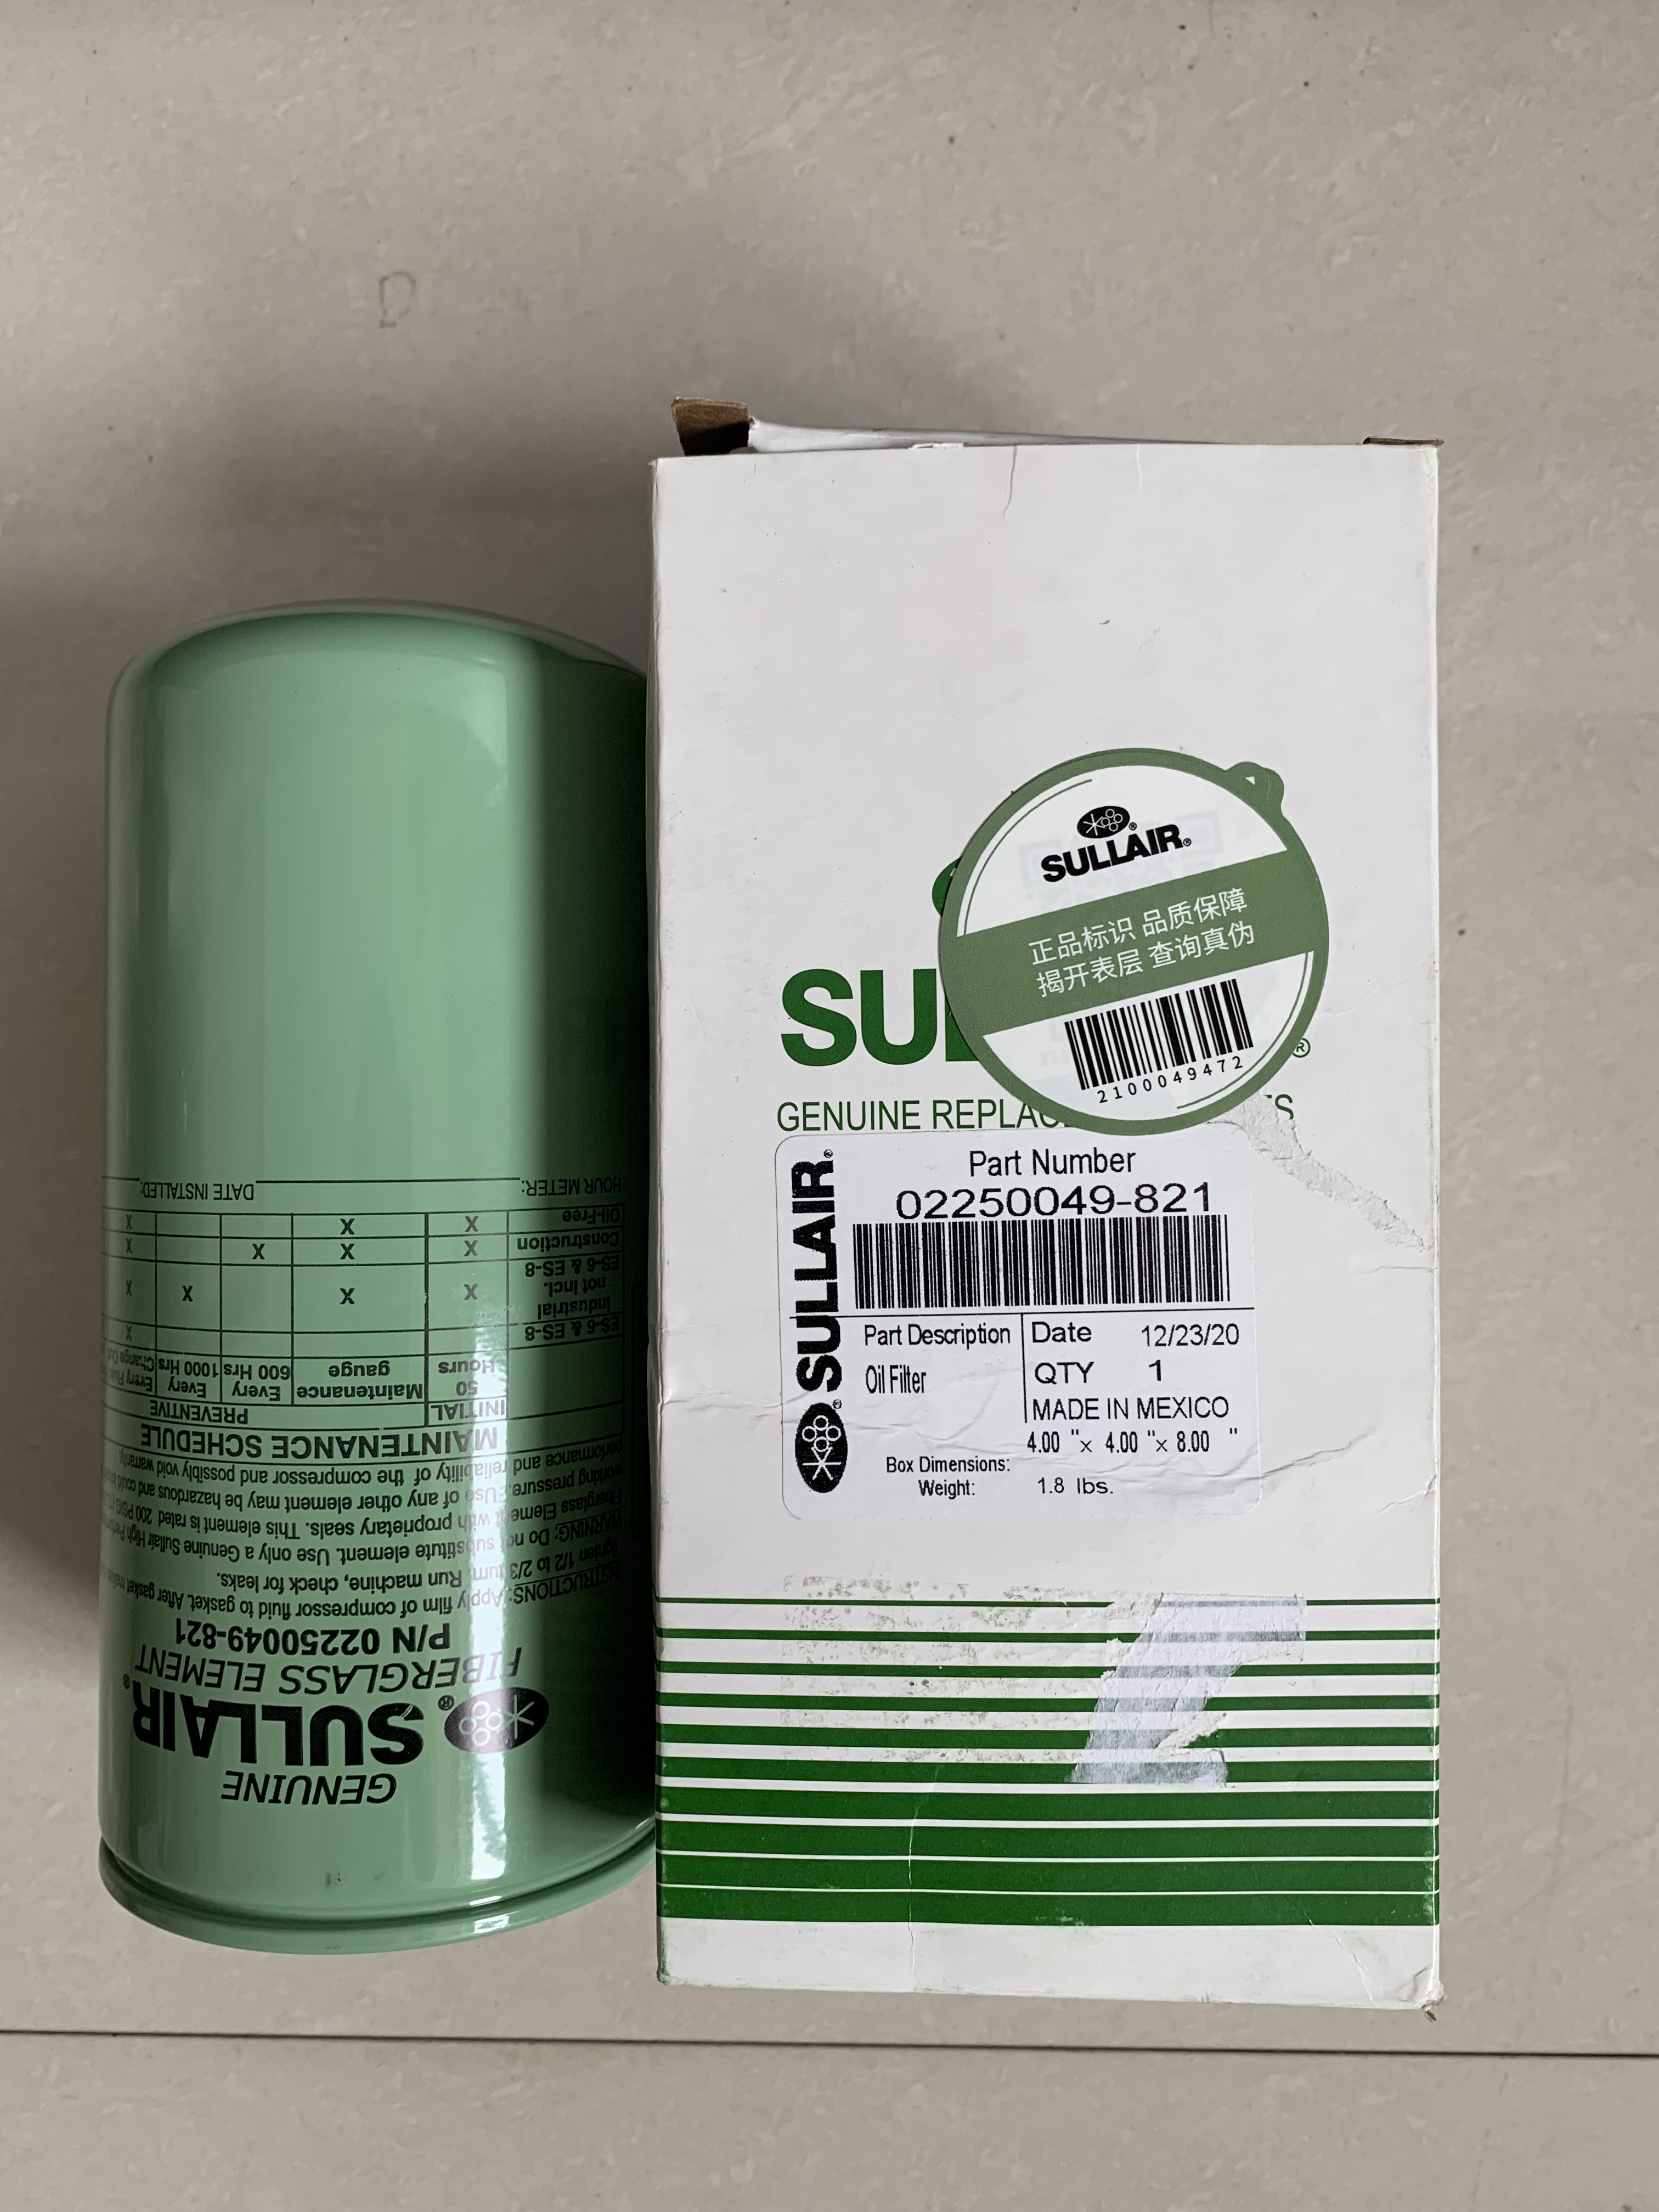 SULLAIR®
正品标识 品质保障
揭开表层 查询真伪
2100049472
SU ®
GENUINE REPLAC
SULLAIR®
Part Number
02250049-821
Part Description
Oil Filter
Date 12/23/20
QTY 1
MADE IN MEXICO
Box Dimensions: 4.00 "x 4.00 "x 8.00 "
Weight: 1.8 lbs.
GENUINE
SULLAIR®
FIBERGLASS ELEMENT
P/N 02250049-821
INSTRUCTIONS: Apply film of compressor fluid to gasket. After gasket
tighten 1/2 to 2/3 turn. Run machine, check for leaks.
WARNING: Do not substitute element. Use only a Genuine Sullair High
Fiberglass Element with proprietary seals. This element is rated 200 PSIG
working pressure. Use of any other element may be hazardous and could
performance and reliability of the compressor and possibly void warranty.
MAINTENANCE SCHEDULE
INITIAL PREVENTIVE
50 Hours Maintenance gauge Every 600 Hrs Every 1000 Hrs Every Change
ES-6 & ES-8 X
Industrial not Incl. ES-6 & ES-8 X X X X
Construction X X X X
Oil-Free X X X
HOUR METER: DATE INSTALLED: